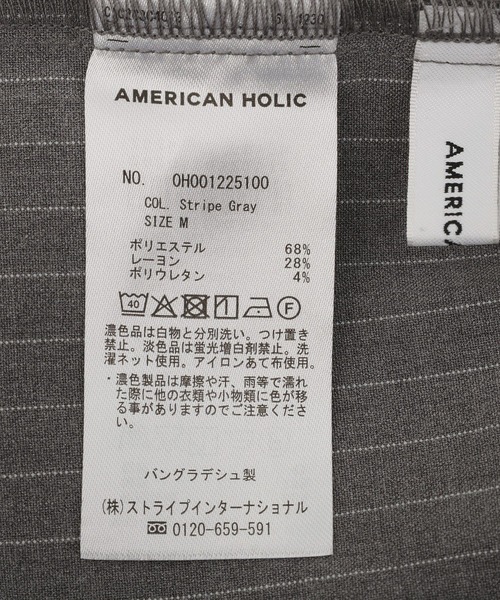 AMERICAN HOLIC
NO. OH001225100
COL. Stripe Gray
SIZE M
ポリエステル 68%
レーヨン 28%
ポリウレタン 4%
40
F
濃色品は白物と分別洗い。つけ置き
禁止。淡色品は蛍光増白剤禁止。洗
濯ネット使用。アイロンあて布使用。
・濃色製品は摩擦や汗、雨等で濡れ
た際に他の衣類や小物類に色が移
る事がありますのでご注意くださ
い。
バングラデシュ製
(株)ストライプインターナショナル
0120-659-591
AMERIC